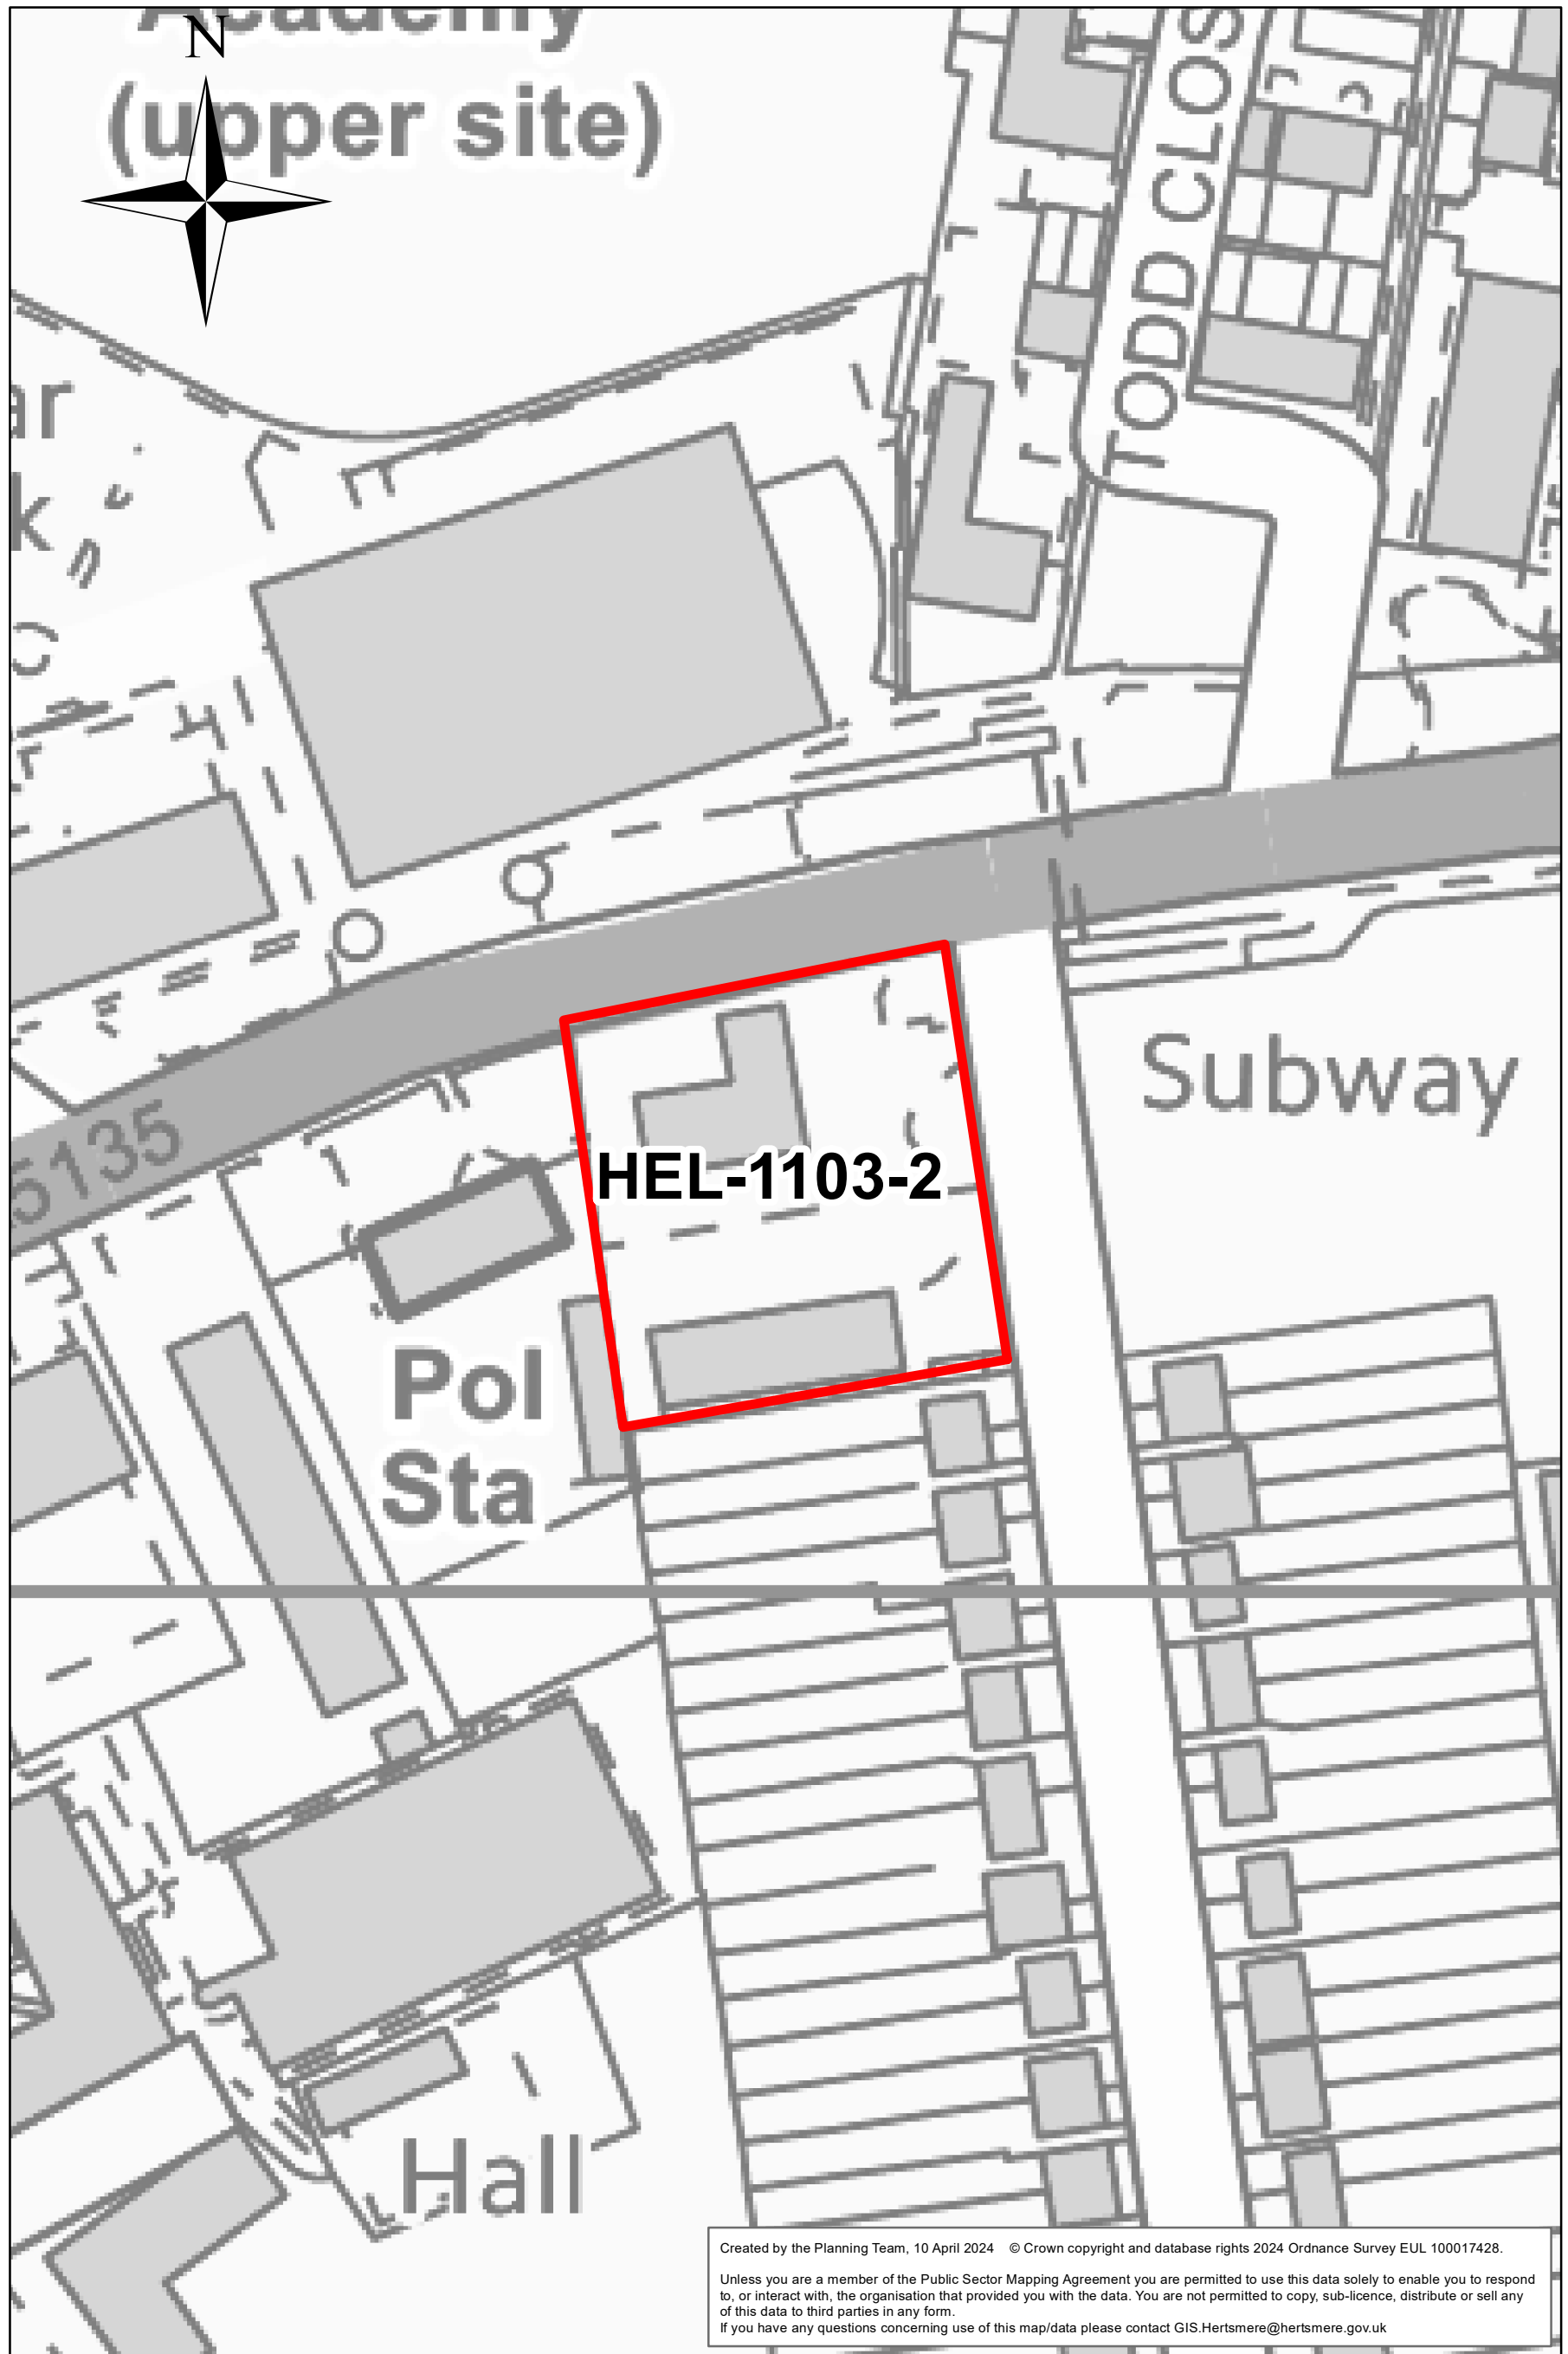 Academy
N
(upper site)
TODD CLOS
ar
k
5135
Subway
HEL-1103-2
Pol
Sta
Hall
Created by the Planning Team, 10 April 2024 © Crown copyright and database rights 2024 Ordnance Survey EUL 100017428.
Unless you are a member of the Public Sector Mapping Agreement you are permitted to use this data solely to enable you to respond
to, or interact with, the organisation that provided you with the data. You are not permitted to copy, sub-licence, distribute or sell any
of this data to third parties in any form.
If you have any questions concerning use of this map/data please contact GIS.Hertsmere@hertsmere.gov.uk